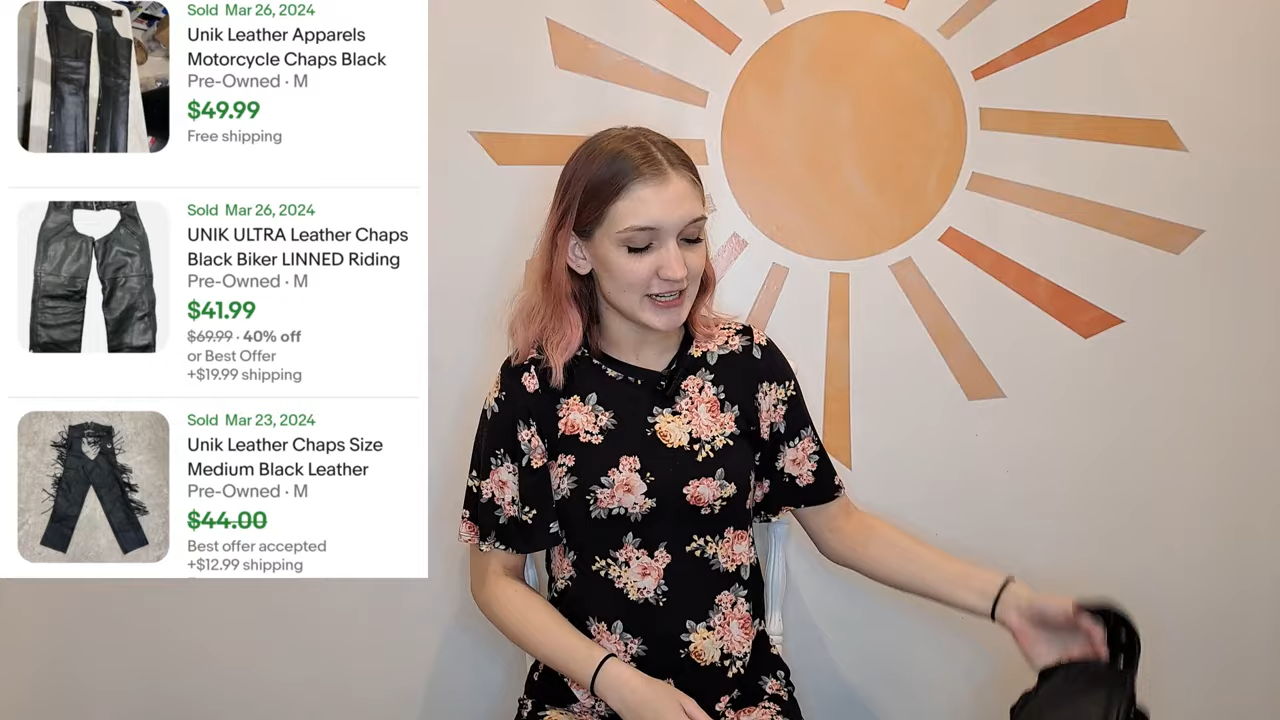 Sold Mar 26, 2024
Unik Leather Apparels
Motorcycle Chaps Black
Pre-Owned · M
$49.99
Free shipping
Sold Mar 26, 2024
UNIK ULTRA Leather Chaps
Black Biker LINNED Riding
Pre-Owned · M
$41.99
$69.99 · 40% off
or Best Offer
+$19.99 shipping
Sold Mar 23, 2024
Unik Leather Chaps Size
Medium Black Leather
Pre-Owned · M
$44.00
Best offer accepted
+$12.99 shipping